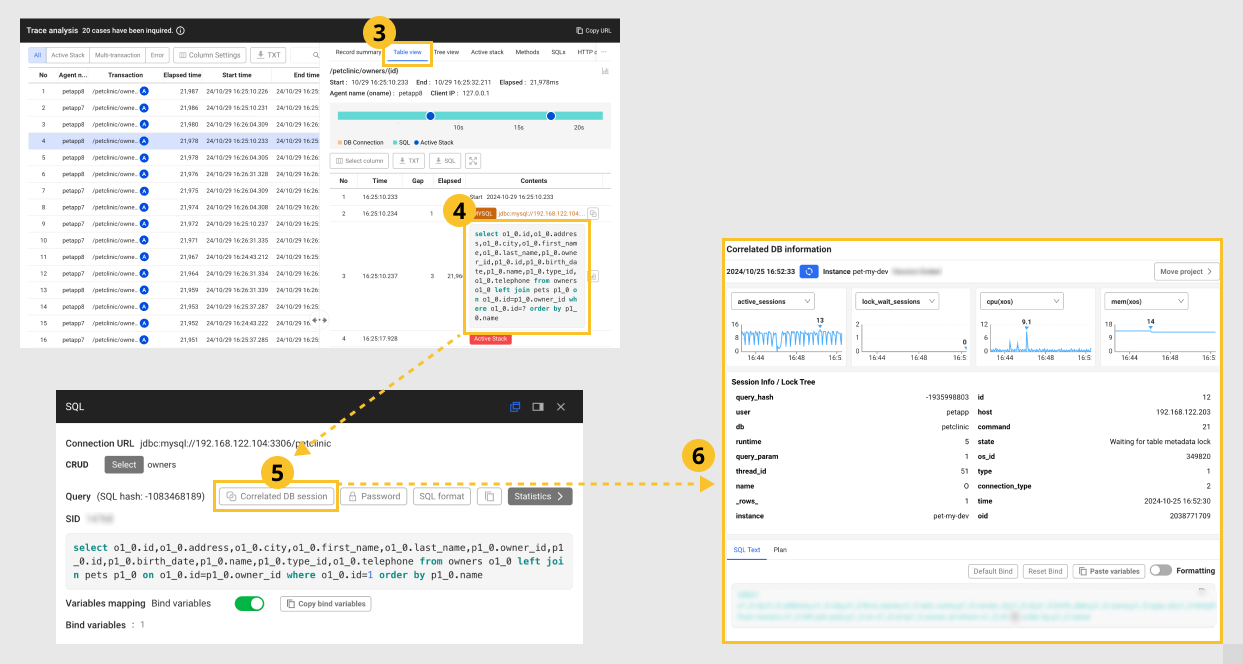 Trace analysis 20 cases have been inquired.
Copy URL
3
All Active Stack Multi-transaction Error Column Settings TXT
No Agent n... Transaction Elapsed time Start time End time
1 petapp8 /petclinic/owne.. A 21,987 24/10/29 16:25:10.226 24/10/29 16:25:
2 petapp7 /petclinic/owne.. A 21,986 24/10/29 16:25:10.231 24/10/29 16:25:
3 petapp8 /petclinic/owne.. A 21,980 24/10/29 16:26:04.309 24/10/29 16:26:
4 petapp8 /petclinic/owne.. A 21,978 24/10/29 16:25:10.233 24/10/29 16:25
5 petapp8 /petclinic/owne.. A 21,978 24/10/29 16:26:04.305 24/10/29 16:26:
6 petapp8 /petclinic/owne.. A 21,976 24/10/29 16:26:31.328 24/10/29 16:26:
7 petapp7 /petclinic/owne.. A 21,975 24/10/29 16:26:04.309 24/10/29 16:26:
8 petapp7 /petclinic/owne.. A 21,974 24/10/29 16:26:04.308 24/10/29 16:26:
9 petapp7 /petclinic/owne.. A 21,972 24/10/29 16:25:10.237 24/10/29 16:25:
10 petapp7 /petclinic/owne.. A 21,971 24/10/29 16:26:31.335 24/10/29 16:26:
11 petapp8 /petclinic/owne.. A 21,967 24/10/29 16:24:43.212 24/10/29 16:25:
12 petapp7 /petclinic/owne.. A 21,964 24/10/29 16:26:31.334 24/10/29 16:26:
13 petapp8 /petclinic/owne.. A 21,959 24/10/29 16:26:31.339 24/10/29 16:26:
14 petapp8 /petclinic/owne.. A 21,953 24/10/29 16:25:37.287 24/10/29 16:25:
15 petapp7 /petclinic/owne.. A 21,952 24/10/29 16:24:43.222 24/10/29 16:
16 petapp7 /petclinic/owne.. A 21,951 24/10/29 16:25:37.285 24/10/29 16:25:
Record summary Table view Tree view Active stack Methods SQLs HTTP c ...
/petclinic/owners/{id}
Start : 10/29 16:25:10.233 End : 10/29 16:25:32.211 Elapsed : 21,978ms
Agent name (oname) : petapp8 Client IP : 127.0.0.1
10s 15s 20s
DB Connection SQL Active Stack
Select column TXT SQL
No Time Gap Elapsed Contents
1 16:25:10.233 Start 2024-10-29 16:25:10.233
2 16:25:10.234 1 MYSQL jdbc:mysql://192.168.122.104:...
4
3 16:25:10.237 3 21,96
select o1_0.id,o1_0.addres
s,o1_0.city,o1_0.first_nam
e,o1_0.last_name,p1_0.owne
r_id,p1_0.id,p1_0.birth_da
te,p1_0.name,p1_0.type_id,
o1_0.telephone from owners
o1_0 left join pets p1_0 o
n o1_0.id=p1_0.owner_id wh
ere o1_0.id=? order by p1_
0.name
4 16:25:17.928 Active Stack
SQL
Connection URL jdbc:mysql://192.168.122.104:3306/petclinic
CRUD Select owners
5
Query (SQL hash: -1083468189) Correlated DB session Password SQL format Statistics
SID
select o1_0.id,o1_0.address,o1_0.city,o1_0.first_name,o1_0.last_name,p1_0.owner_id,p1
_0.id,p1_0.birth_date,p1_0.name,p1_0.type_id,o1_0.telephone from owners o1_0 left joi
n pets p1_0 on o1_0.id=p1_0.owner_id where o1_0.id=1 order by p1_0.name
Variables mapping Bind variables Copy bind variables
Bind variables : 1
6
Correlated DB information
2024/10/25 16:52:33 Instance pet-my-dev
Move project
active_sessions lock_wait_sessions cpu(xos) mem(xos)
16 8 0 13 16:44 16:48 16:5
2 1 0 0 16:44 16:48 16:5
12 6 0 9.1 16:44 16:48 16:5
18 9 0 14 16:44 16:48 16:5
Session Info / Lock Tree
query_hash -1935998803 id 12
user petapp host 192.168.122.203
db petclinic command 21
runtime 5 state Waiting for table metadata lock
query_param 1 os_id 349820
thread_id 51 type 1
name O connection_type 2
_rows_ 1 time 2024-10-25 16:52:30
instance pet-my-dev oid 2038771709
SQL Text Plan
Default Bind Reset Bind Paste variables Formatting